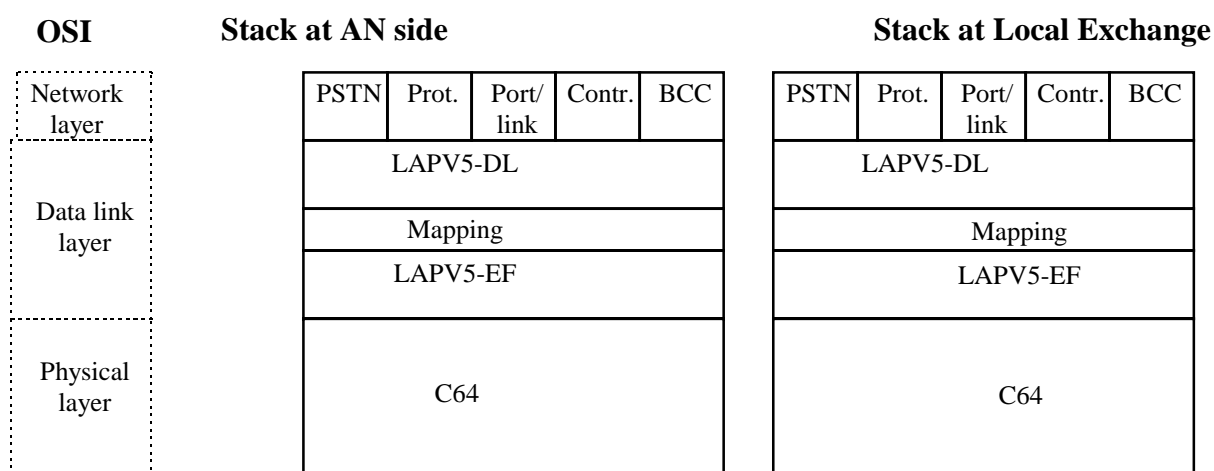 OSI
Stack at AN side
Stack at Local Exchange
Network
layer
PSTN Prot. Port/ Contr. BCC
link
PSTN Prot. Port/ Contr. BCC
link
LAPV5-DL
LAPV5-DL
Data link
layer
Mapping
Mapping
LAPV5-EF
LAPV5-EF
Physical
layer
C64
C64